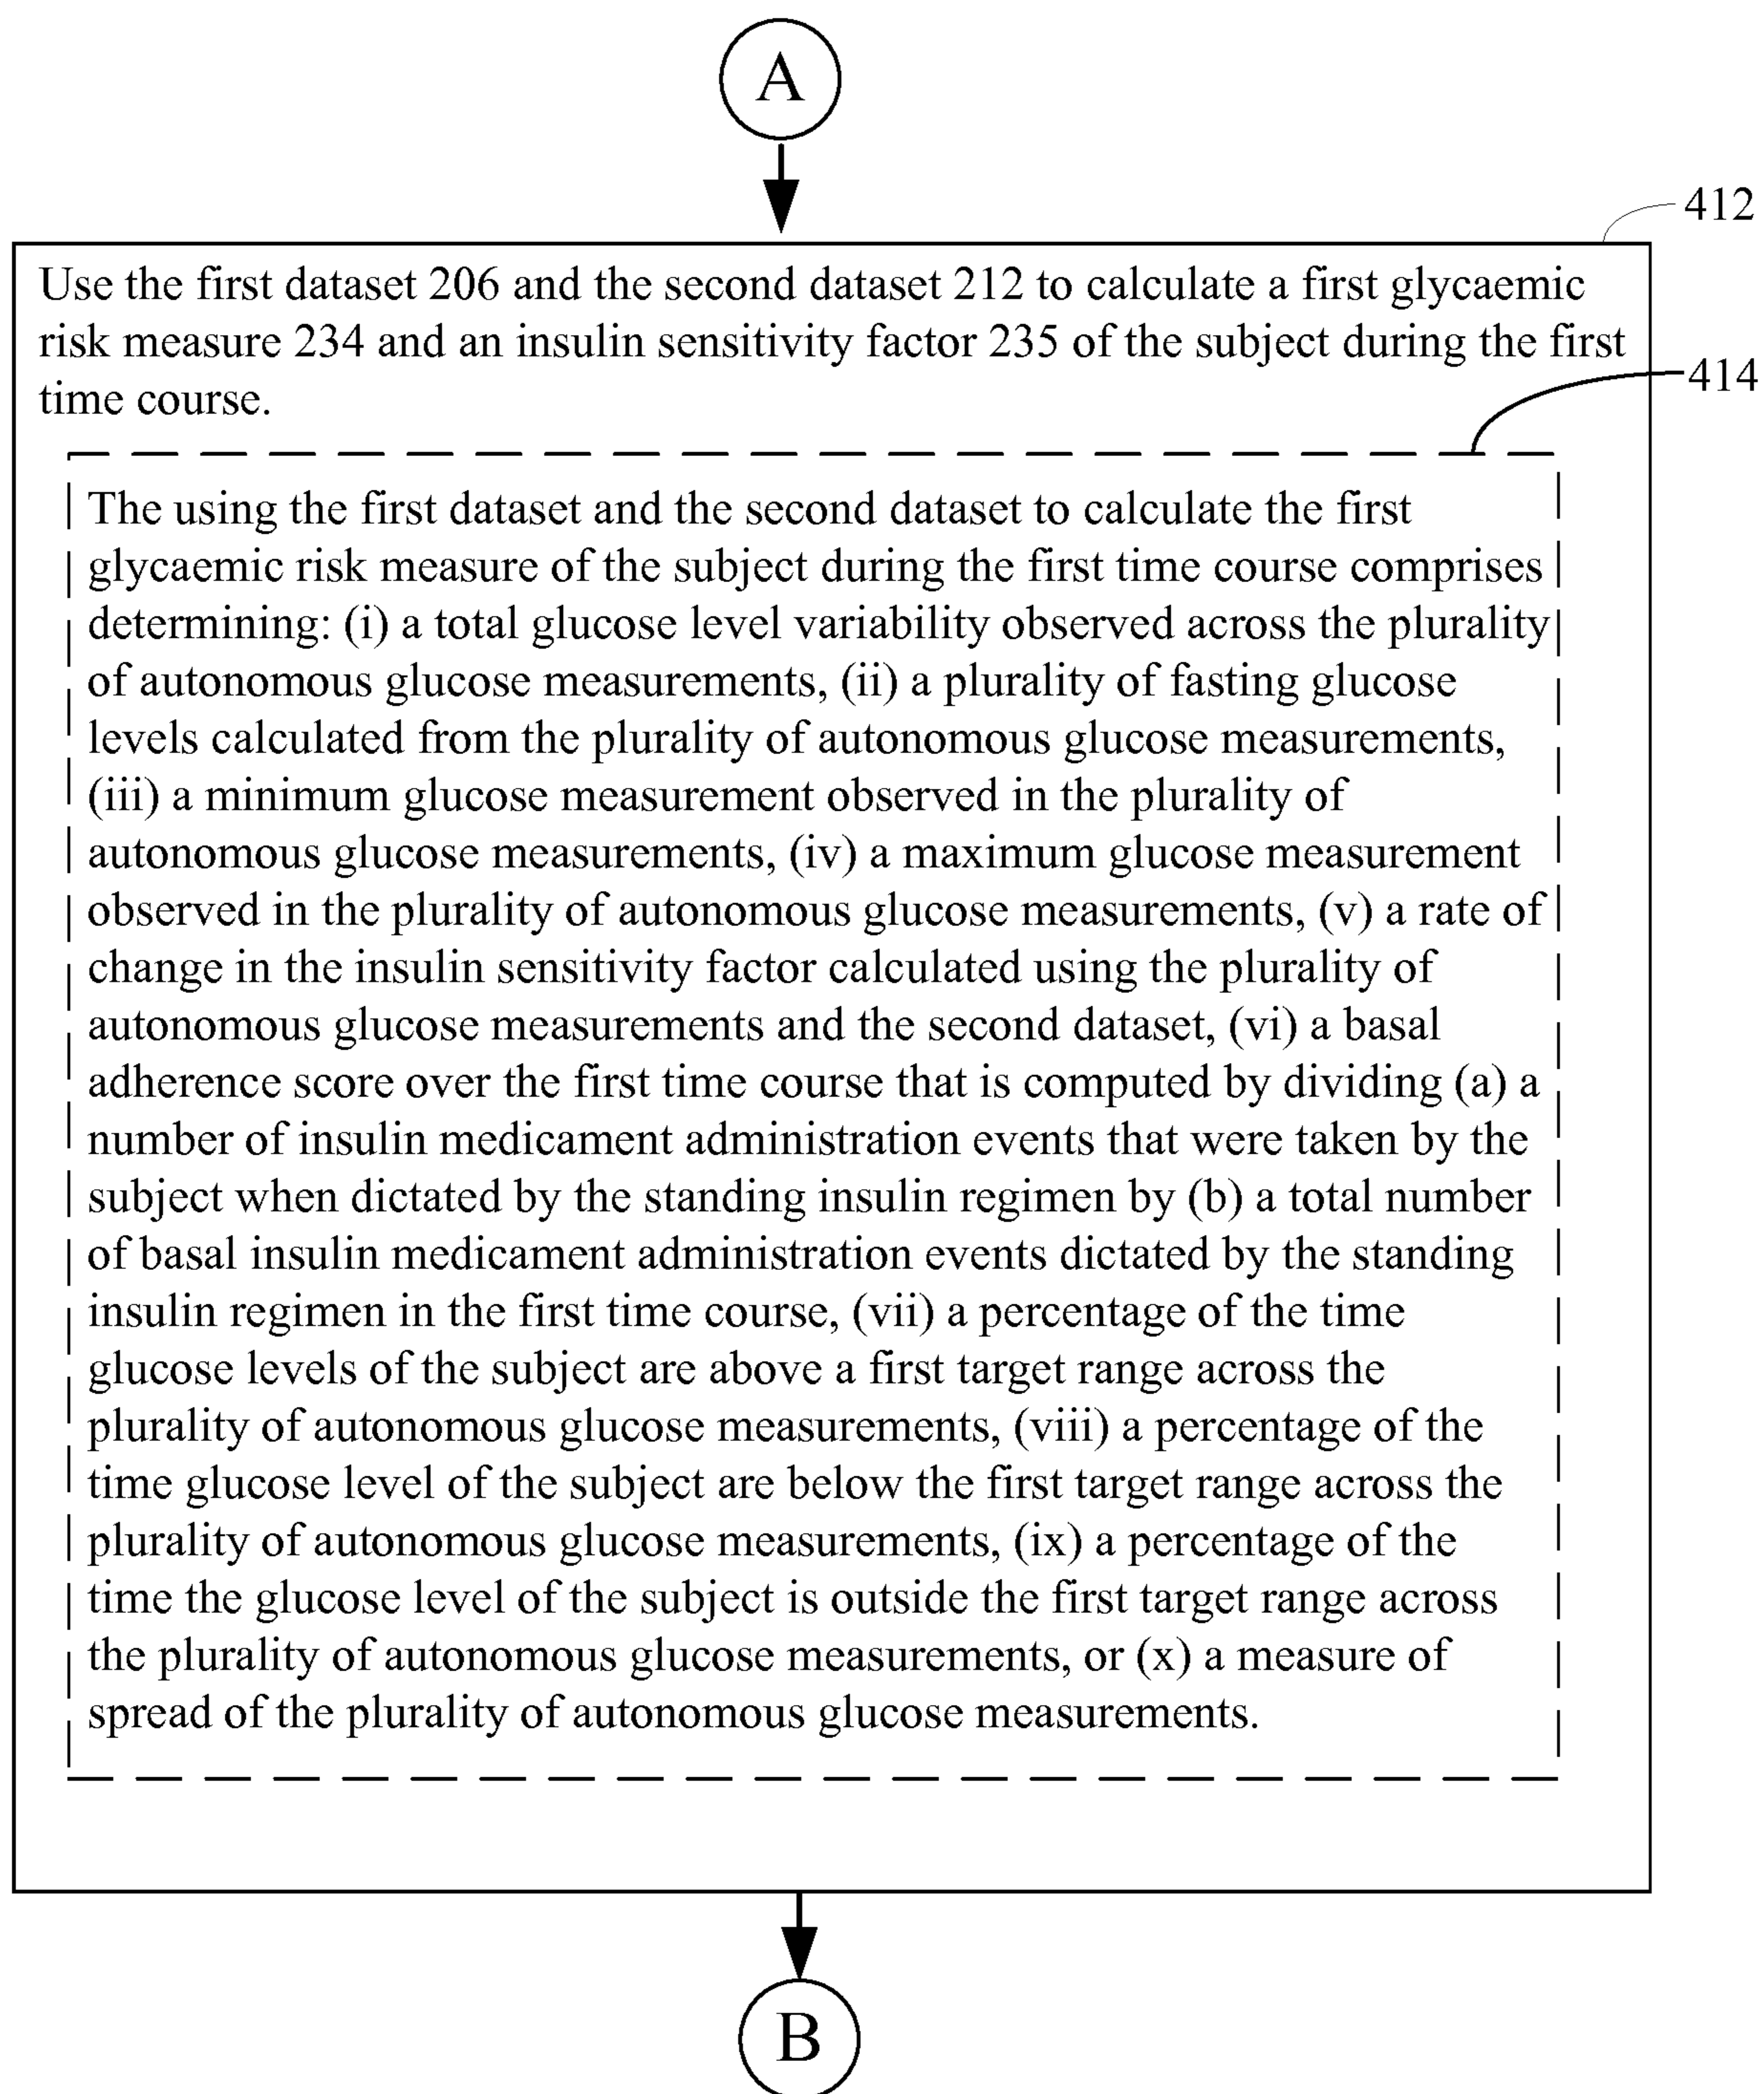 A
412
Use the first dataset 206 and the second dataset 212 to calculate a first glycaemic
risk measure 234 and an insulin sensitivity factor 235 of the subject during the first
time course.
414
The using the first dataset and the second dataset to calculate the first
glycaemic risk measure of the subject during the first time course comprises
determining: (i) a total glucose level variability observed across the plurality
of autonomous glucose measurements, (ii) a plurality of fasting glucose
levels calculated from the plurality of autonomous glucose measurements,
(iii) a minimum glucose measurement observed in the plurality of
autonomous glucose measurements, (iv) a maximum glucose measurement
observed in the plurality of autonomous glucose measurements, (v) a rate of
change in the insulin sensitivity factor calculated using the plurality of
autonomous glucose measurements and the second dataset, (vi) a basal
adherence score over the first time course that is computed by dividing (a) a
number of insulin medicament administration events that were taken by the
subject when dictated by the standing insulin regimen by (b) a total number
of basal insulin medicament administration events dictated by the standing
insulin regimen in the first time course, (vii) a percentage of the time
glucose levels of the subject are above a first target range across the
plurality of autonomous glucose measurements, (viii) a percentage of the
time glucose level of the subject are below the first target range across the
plurality of autonomous glucose measurements, (ix) a percentage of the
time the glucose level of the subject is outside the first target range across
the plurality of autonomous glucose measurements, or (x) a measure of
spread of the plurality of autonomous glucose measurements.
B